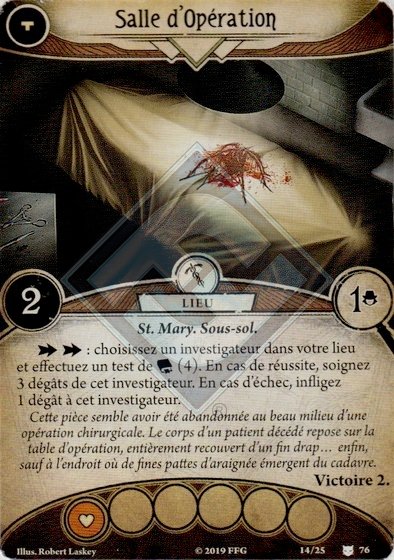 Salle d'Opération
2
LIEU
1
St. Mary. Sous-sol.
: choisissez un investigateur dans votre lieu
et effectuez un test de (4). En cas de réussite, soignez
3 dégâts de cet investigateur. En cas d'échec, infligez
1 dégât à cet investigateur.
Cette pièce semble avoir été abandonnée au beau milieu d'une
opération chirurgicale. Le corps d'un patient décédé repose sur la
table d'opération, entièrement recouvert d'un fin drap… enfin,
sauf à l'endroit où de fines pattes d'araignée émergent du cadavre.
Victoire 2.
Illus. Robert Laskey © 2019 FFG 14/25 76